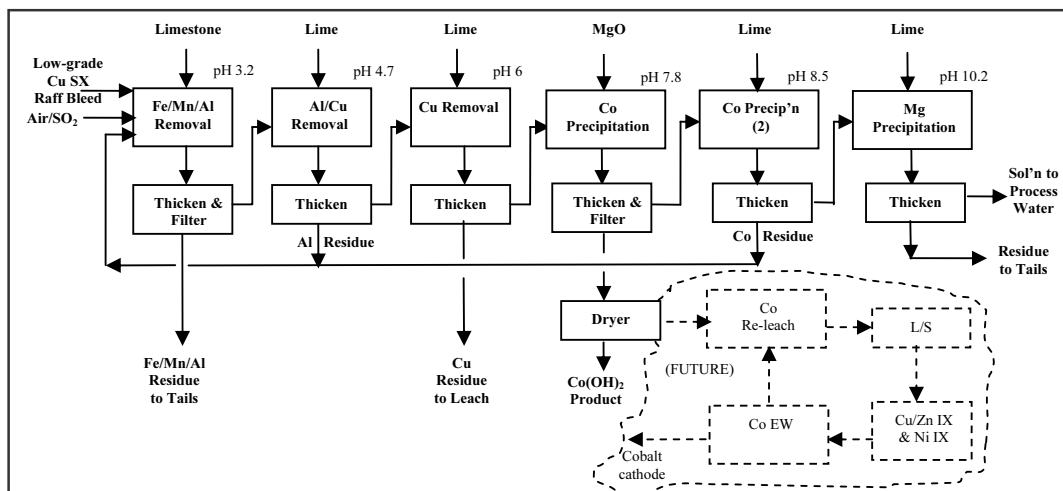 Limestone
Lime
Lime
MgO
Lime
Lime
Low-grade
Cu SX
Raff Bleed
Air/SO₂
pH 3.2
pH 4.7
pH 6
pH 7.8
pH 8.5
pH 10.2
Fe/Mn/Al
Removal
Al/Cu
Removal
Cu Removal
Co
Precipitation
Co Precip'n
(2)
Mg
Precipitation
Thicken &
Filter
Thicken
Thicken
Thicken &
Filter
Thicken
Thicken
Sol'n to
Process
Water
Al Residue
Co Residue
Residue
to Tails
Fe/Mn/Al
Residue
to Tails
Cu
Residue
to Leach
Dryer
Co(OH)₂
Product
Co
Re-leach
L/S
(FUTURE)
Co EW
Cu/Zn IX
& Ni IX
Cobalt
cathode